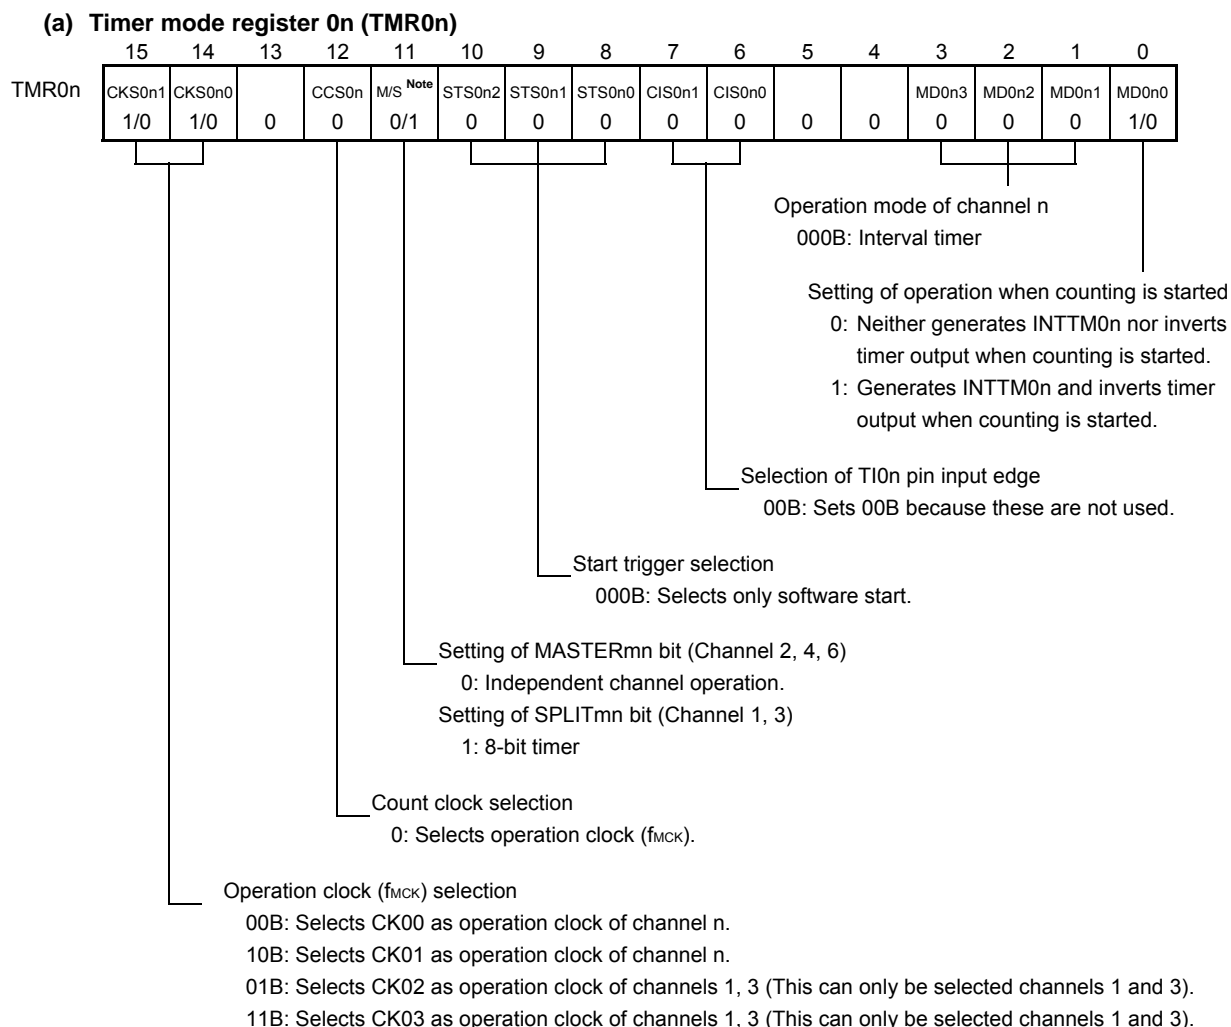 (a) Timer mode register 0n (TMR0n)
15 14 13 12 11 10 9 8 7 6 5 4 3 2 1 0
TMR0n CKS0n1 CKS0n0 CCS0n M/S Note STS0n2 STS0n1 STS0n0 CIS0n1 CIS0n0 MD0n3 MD0n2 MD0n1 MD0n0
1/0 1/0 0 0 0/1 0 0 0 0 0 0 0 0 0 0 1/0
Operation mode of channel n
000B: Interval timer
Setting of operation when counting is started
0: Neither generates INTTM0n nor inverts
timer output when counting is started.
1: Generates INTTM0n and inverts timer
output when counting is started.
Selection of TI0n pin input edge
00B: Sets 00B because these are not used.
Start trigger selection
000B: Selects only software start.
Setting of MASTERmn bit (Channel 2, 4, 6)
0: Independent channel operation.
Setting of SPLITmn bit (Channel 1, 3)
1: 8-bit timer
Count clock selection
0: Selects operation clock (fMCK).
Operation clock (fMCK) selection
00B: Selects CK00 as operation clock of channel n.
10B: Selects CK01 as operation clock of channel n.
01B: Selects CK02 as operation clock of channels 1, 3 (This can only be selected channels 1 and 3).
11B: Selects CK03 as operation clock of channels 1, 3 (This can only be selected channels 1 and 3).